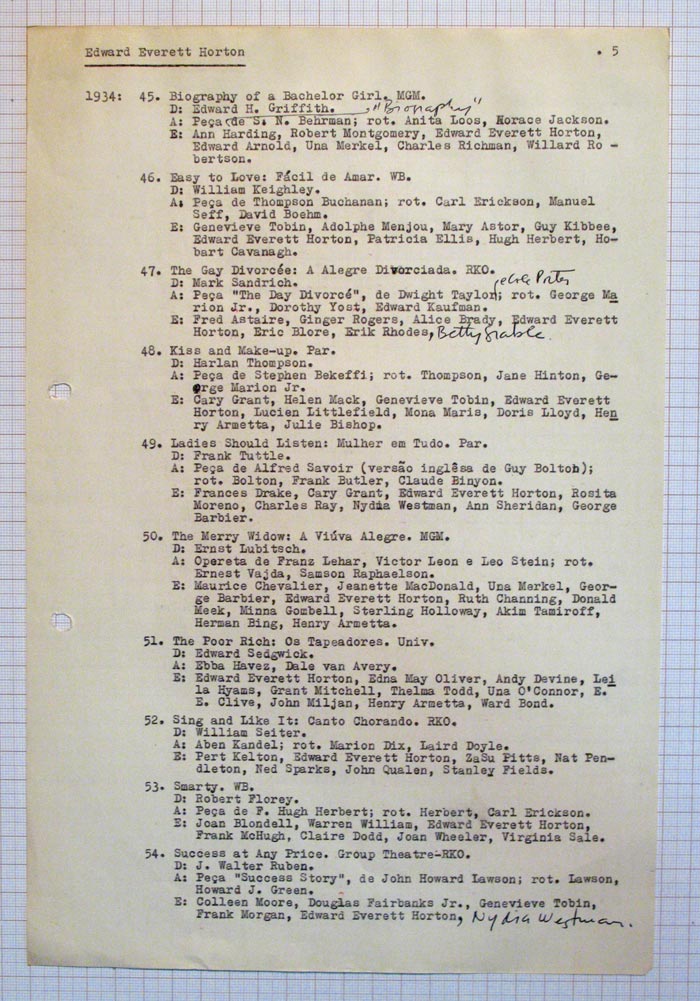 Edward Everett Horton
. 5
1934: 45. Biography of a Bachelor Girl. MGM.
D: Edward H. Griffith. "Biography"
A: Peça de S. N. Behrman; rot. Anita Loos, Horace Jackson.
E: Ann Harding, Robert Montgomery, Edward Everett Horton,
Edward Arnold, Una Merkel, Charles Richman, Willard Ro -
bertson.
46. Easy to Love: Fácil de Amar. WB.
D: William Keighley.
A: Peça de Thompson Buchanan; rot. Carl Erickson, Manuel
Seff, David Boehm.
E: Genevieve Tobin, Adolphe Menjou, Mary Astor, Guy Kibbee,
Edward Everett Horton, Patricia Ellis, Hugh Herbert, Ho-
bart Cavanagh.
47. The Gay Divorcée: A Alegre Divorciada. RKO.
D: Mark Sandrich.
e Cole Porter
A: Peça "The Day Divorcé", de Dwight Taylor; rot. George Ma
rion Jr., Dorothy Yost, Edward Kaufman.
E: Fred Astaire, Ginger Rogers, Alice Brady, Edward Everett
Horton, Eric Blore, Erik Rhodes, Betty Grable.
48. Kiss and Make-up. Par.
D: Harlan Thompson.
A: Peça de Stephen Bekeffi; rot. Thompson, Jane Hinton, Ge-
orge Marion Jr.
E: Cary Grant, Helen Mack, Genevieve Tobin, Edward Everett
Horton, Lucien Littlefield, Mona Maris, Doris Lloyd, Hen
ry Armetta, Julie Bishop.
49. Ladies Should Listen: Mulher em Tudo. Par.
D: Frank Tuttle.
A: Peça de Alfred Savoir (versão inglêsa de Guy Bolton);
rot. Bolton, Frank Butler, Claude Binyon.
E: Frances Drake, Cary Grant, Edward Everett Horton, Rosita
Moreno, Charles Ray, Nydia Westman, Ann Sheridan, George
Barbier.
50. The Merry Widow: A Viúva Alegre. MGM.
D: Ernst Lubitsch.
A: Opereta de Franz Lehar, Victor Leon e Leo Stein; rot.
Ernest Vajda, Samson Raphaelson.
E: Maurice Chevalier, Jeanette MacDonald, Una Merkel, Geor-
ge Barbier, Edward Everett Horton, Ruth Channing, Donald
Meek, Minna Gombell, Sterling Holloway, Akim Tamiroff,
Herman Bing, Henry Armetta.
51. The Poor Rich: Os Tapeadores. Univ.
D: Edward Sedgwick.
A: Ebba Havez, Dale van Avery.
E: Edward Everett Horton, Edna May Oliver, Andy Devine, Lei
la Hyams, Grant Mitchell, Thelma Todd, Una O'Connor, E.
E. Clive, John Miljan, Henry Armetta, Ward Bond.
52. Sing and Like It: Canto Chorando. RKO.
D: William Seiter.
A: Aben Kandel; rot. Marion Dix, Laird Doyle.
E: Pert Kelton, Edward Everett Horton, ZaSu Pitts, Nat Pen-
dleton, Ned Sparks, John Qualen, Stanley Fields.
53. Smarty. WB.
D: Robert Florey.
A: Peça de F. Hugh Herbert; rot. Herbert, Carl Erickson.
E: Joan Blondell, Warren William, Edward Everett Horton,
Frank McHugh, Claire Dodd, Joan Wheeler, Virginia Sale.
54. Success at Any Price. Group Theatre-RKO.
D: J. Walter Ruben.
A: Peça "Success Story", de John Howard Lawson; rot. Lawson,
Howard J. Green.
E: Colleen Moore, Douglas Fairbanks Jr., Genevieve Tobin,
Frank Morgan, Edward Everett Horton, Nydia Westman.